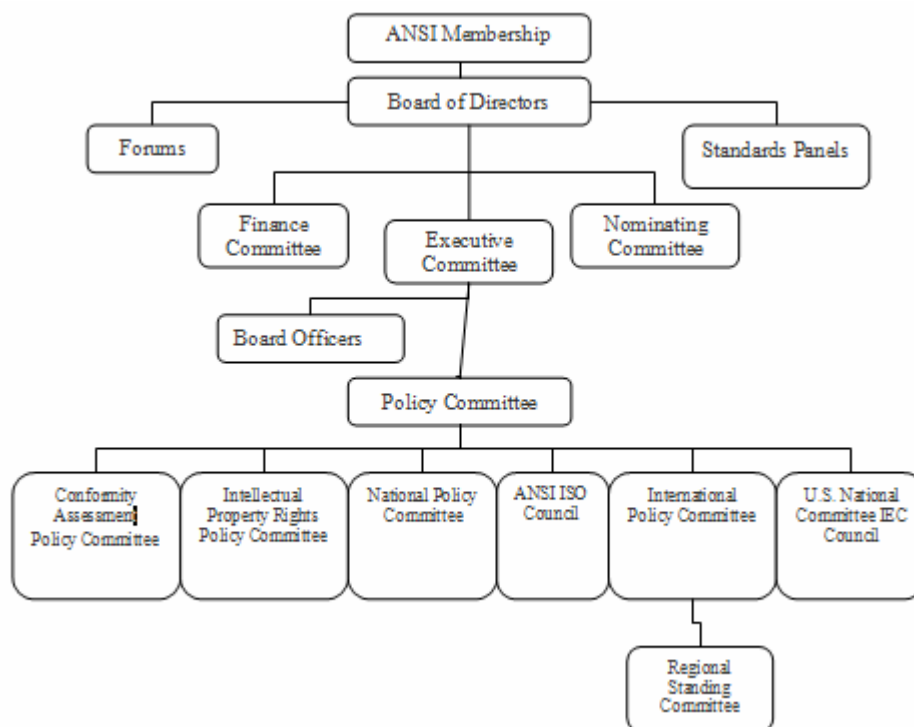 ANSI Membership
Board of Directors
Forums
Standards Panels
Finance
Committee
Executive
Committee
Nominating
Committee
Board Officers
Policy Committee
Conformity
Assessment
Policy Committee
Intellectual
Property Rights
Policy Committee
National Policy
Committee
ANSI ISO
Council
International
Policy Committee
U.S. National
Committee IEC
Council
Regional
Standing
Committee